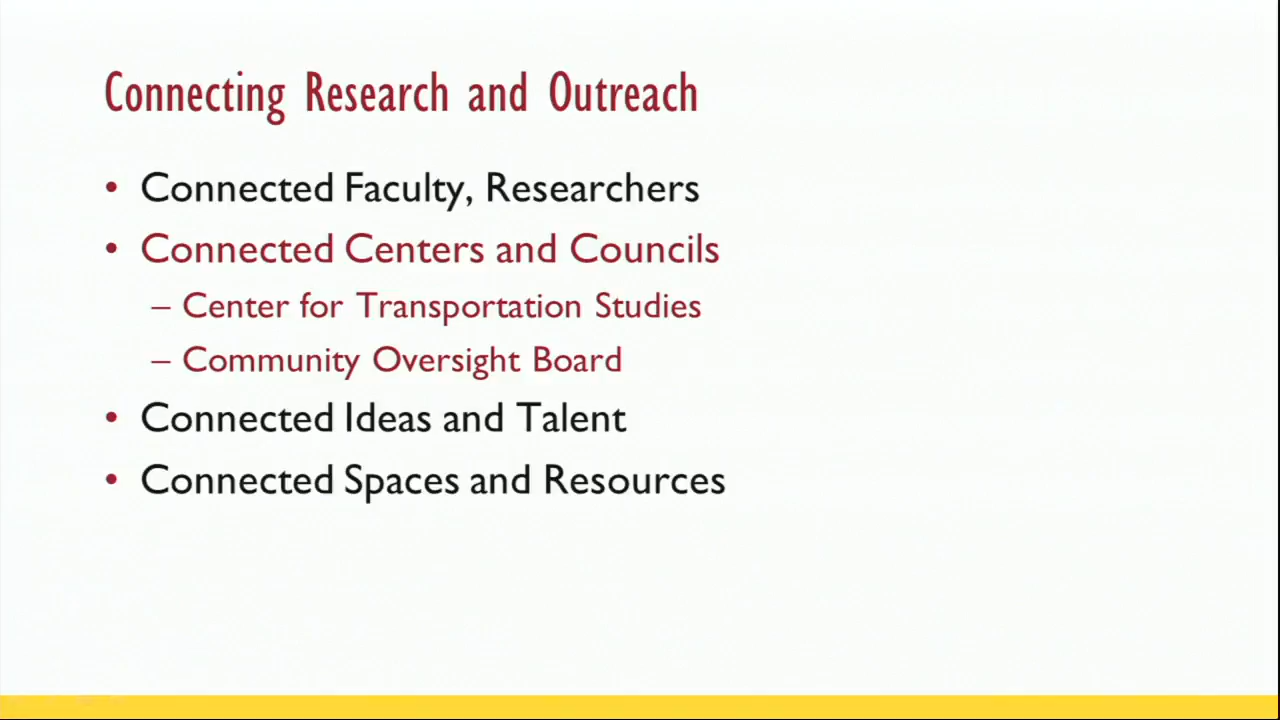 Connecting Research and Outreach
• Connected Faculty, Researchers
• Connected Centers and Councils
– Center for Transportation Studies
– Community Oversight Board
• Connected Ideas and Talent
• Connected Spaces and Resources